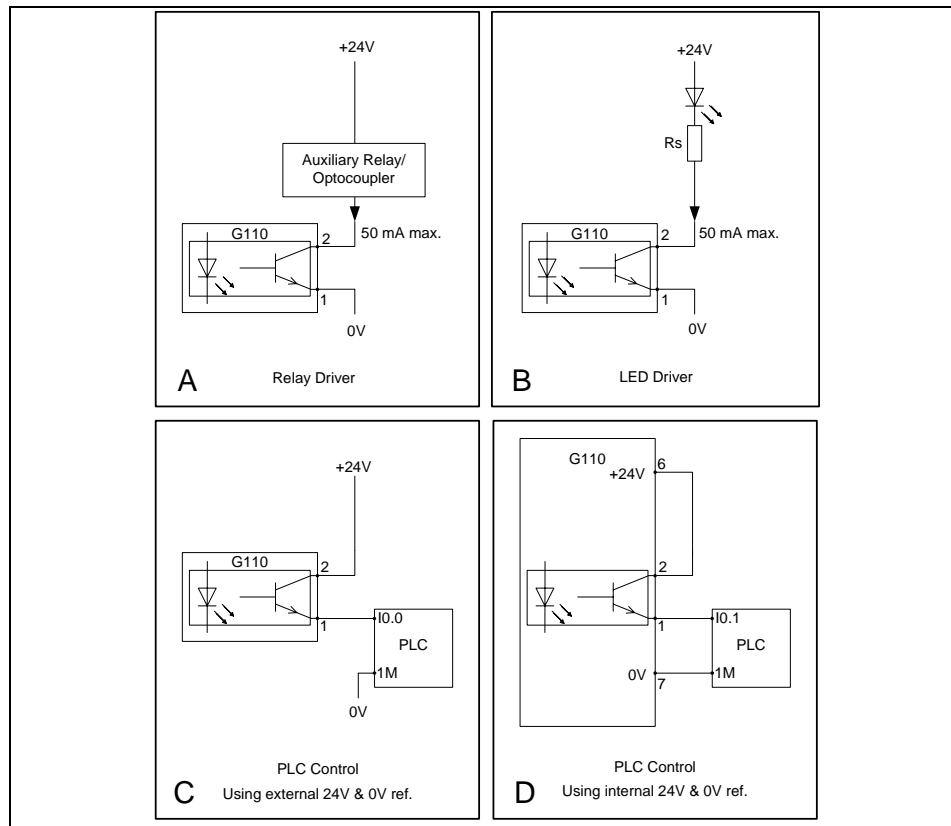 +24V
Auxiliary Relay/
Optocoupler
G110
2
50 mA max.
1
0V
A
Relay Driver
+24V
Rs
G110
2
50 mA max.
1
0V
B
LED Driver
+24V
G110
2
1
I0.0
PLC
1M
0V
PLC Control
C
Using external 24V & 0V ref.
G110
6
+24V
2
1
I0.1
PLC
0V
1M
7
PLC Control
D
Using internal 24V & 0V ref.